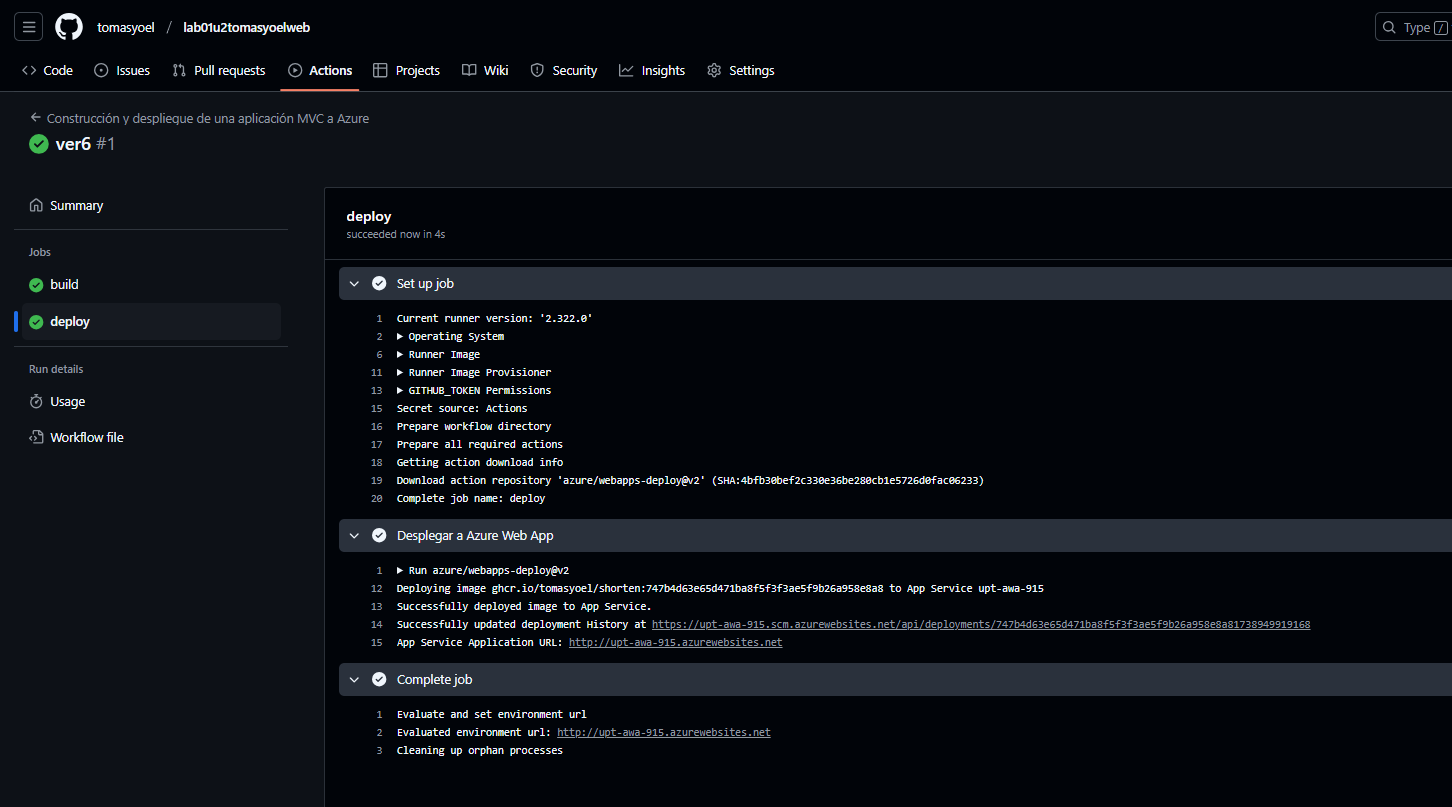 tomasyoel / lab01u2tomasyoelweb
Type /
Code Issues Pull requests Actions Projects Wiki Security Insights Settings
Construcción y despliegue de una aplicación MVC a Azure
ver6 #1
Summary
Jobs
build
deploy
Run details
Usage
Workflow file
deploy
succeeded now in 4s
Set up job
1 Current runner version: '2.322.0'
2 Operating System
6 Runner Image
11 Runner Image Provisioner
13 GITHUB_TOKEN Permissions
15 Secret source: Actions
16 Prepare workflow directory
17 Prepare all required actions
18 Getting action download info
19 Download action repository 'azure/webapps-deploy@v2' (SHA:4bfb30bef2c330e36be280cb1e5726d0fac06233)
20 Complete job name: deploy
Desplegar a Azure Web App
1 Run azure/webapps-deploy@v2
12 Deploying image ghcr.io/tomasyoel/shorten:747b4d63e65d471ba8f5f3f3ae5f9b26a958e8a8 to App Service upt-awa-915
13 Successfully deployed image to App Service.
14 Successfully updated deployment History at https://upt-awa-915.scm.azurewebsites.net/api/deployments/747b4d63e65d471ba8f5f3f3ae5f9b26a958e8a81738949919168
15 App Service Application URL: http://upt-awa-915.azurewebsites.net
Complete job
1 Evaluate and set environment url
2 Evaluated environment url: http://upt-awa-915.azurewebsites.net
3 Cleaning up orphan processes